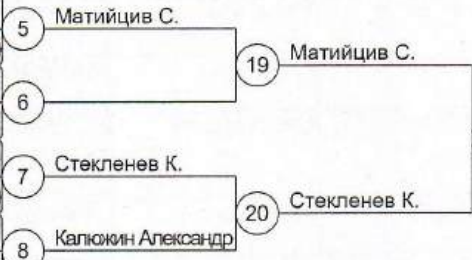 5 Матийцив С.
19 Матийцив С.
6
7 Стекленев К.
20 Стекленев К.
8 Калюжин Александр